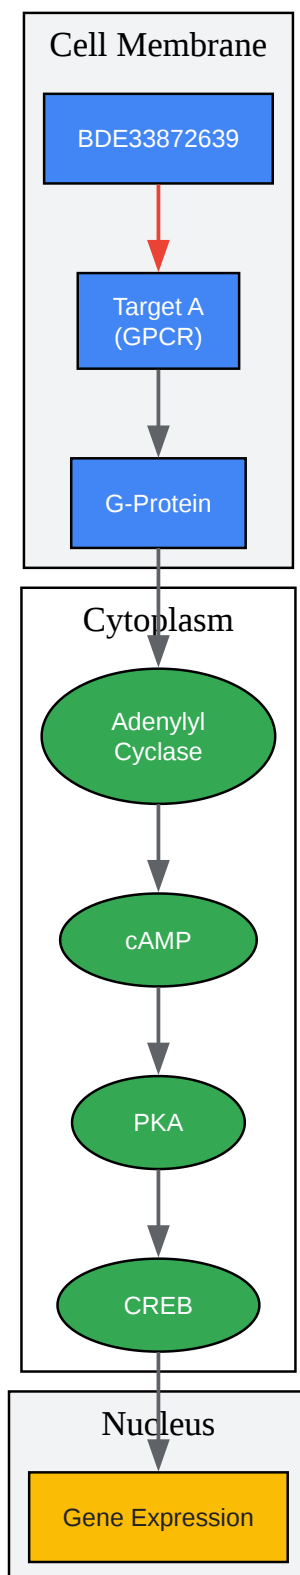 Cell Membrane
BDE33872639
Target A
(GPCR)
G-Protein
Cytoplasm
Adenylyl
Cyclase
cAMP
PKA
CREB
Nucleus
Gene Expression